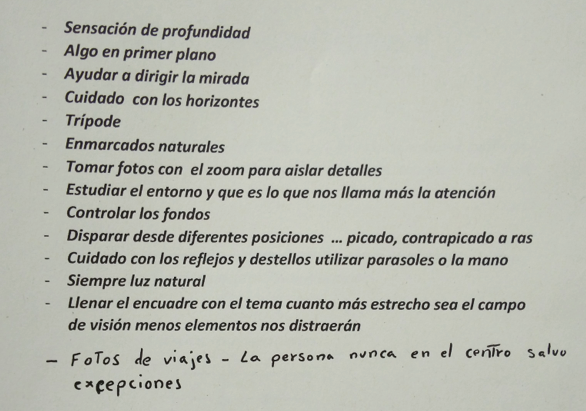 - Sensación de profundidad
- Algo en primer plano
- Ayudar a dirigir la mirada
- Cuidado con los horizontes
- Trípode
- Enmarcados naturales
- Tomar fotos con el zoom para aislar detalles
- Estudiar el entorno y que es lo que nos llama más la atención
- Controlar los fondos
- Disparar desde diferentes posiciones ... picado, contrapicado a ras
- Cuidado con los reflejos y destellos utilizar parasoles o la mano
- Siempre luz natural
- Llenar el encuadre con el tema cuanto más estrecho sea el campo
de visión menos elementos nos distraerán
- FoTos de viajes - La persona nunca en el centro salvo
excepciones